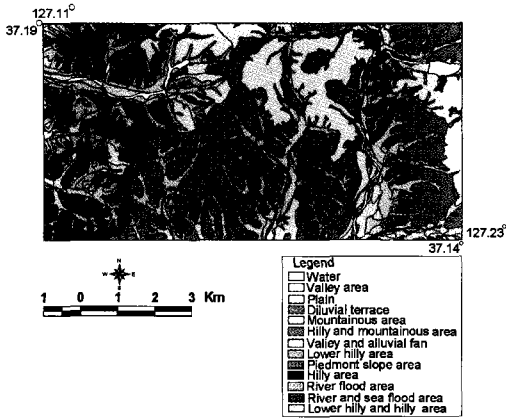 127.11°
37.19°
127.23°
37.14°
N
W E
S
1 0 1 2 3 Km
Legend
Water
Valley area
Plain
Diluvial terrace
Mountainous area
Hilly and mountainous area
Valley and alluvial fan
Lower hilly area
Piedmont slope area
Hilly area
River flood area
River and sea flood area
Lower hilly and hilly area